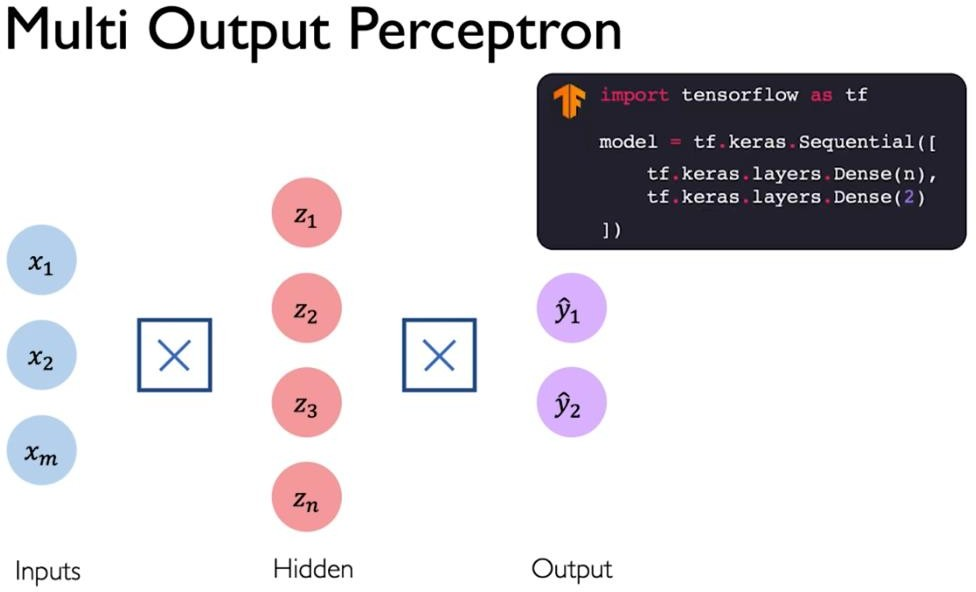 Multi Output Perceptron
import tensorflow as tf
model = tf.keras.Sequential([
    tf.keras.layers.Dense(n),
    tf.keras.layers.Dense(2)
])
x₁
x₂
xₘ
z₁
z₂
z₃
zₙ
ŷ₁
ŷ₂
Inputs
Hidden
Output